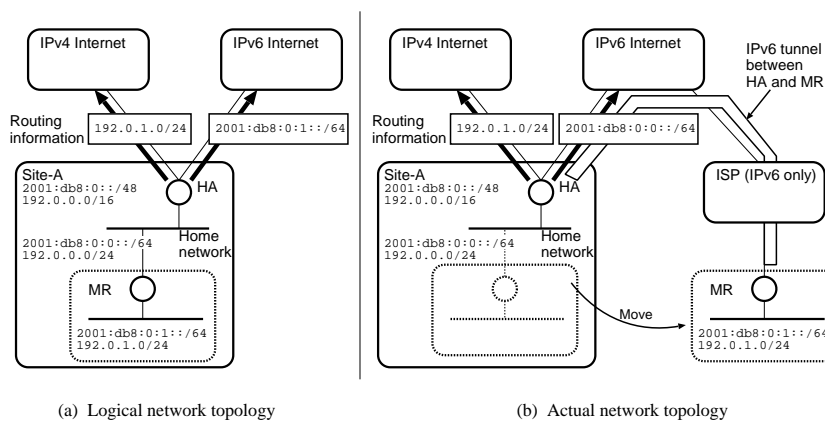 IPv4 Internet
IPv6 Internet
Routing
information
192.0.1.0/24
2001:db8:0:1::/64
Site-A
2001:db8:0::/48
192.0.0.0/16
HA
2001:db8:0:0::/64
192.0.0.0/24
Home
network
MR
2001:db8:0:1::/64
192.0.1.0/24
(a) Logical network topology
IPv4 Internet
IPv6 Internet
IPv6 tunnel
between
HA and MR
Routing
information
192.0.1.0/24
2001:db8:0:0::/64
Site-A
2001:db8:0::/48
192.0.0.0/16
HA
ISP (IPv6 only)
2001:db8:0:0::/64
192.0.0.0/24
Home
network
Move
MR
2001:db8:0:1::/64
192.0.1.0/24
(b) Actual network topology